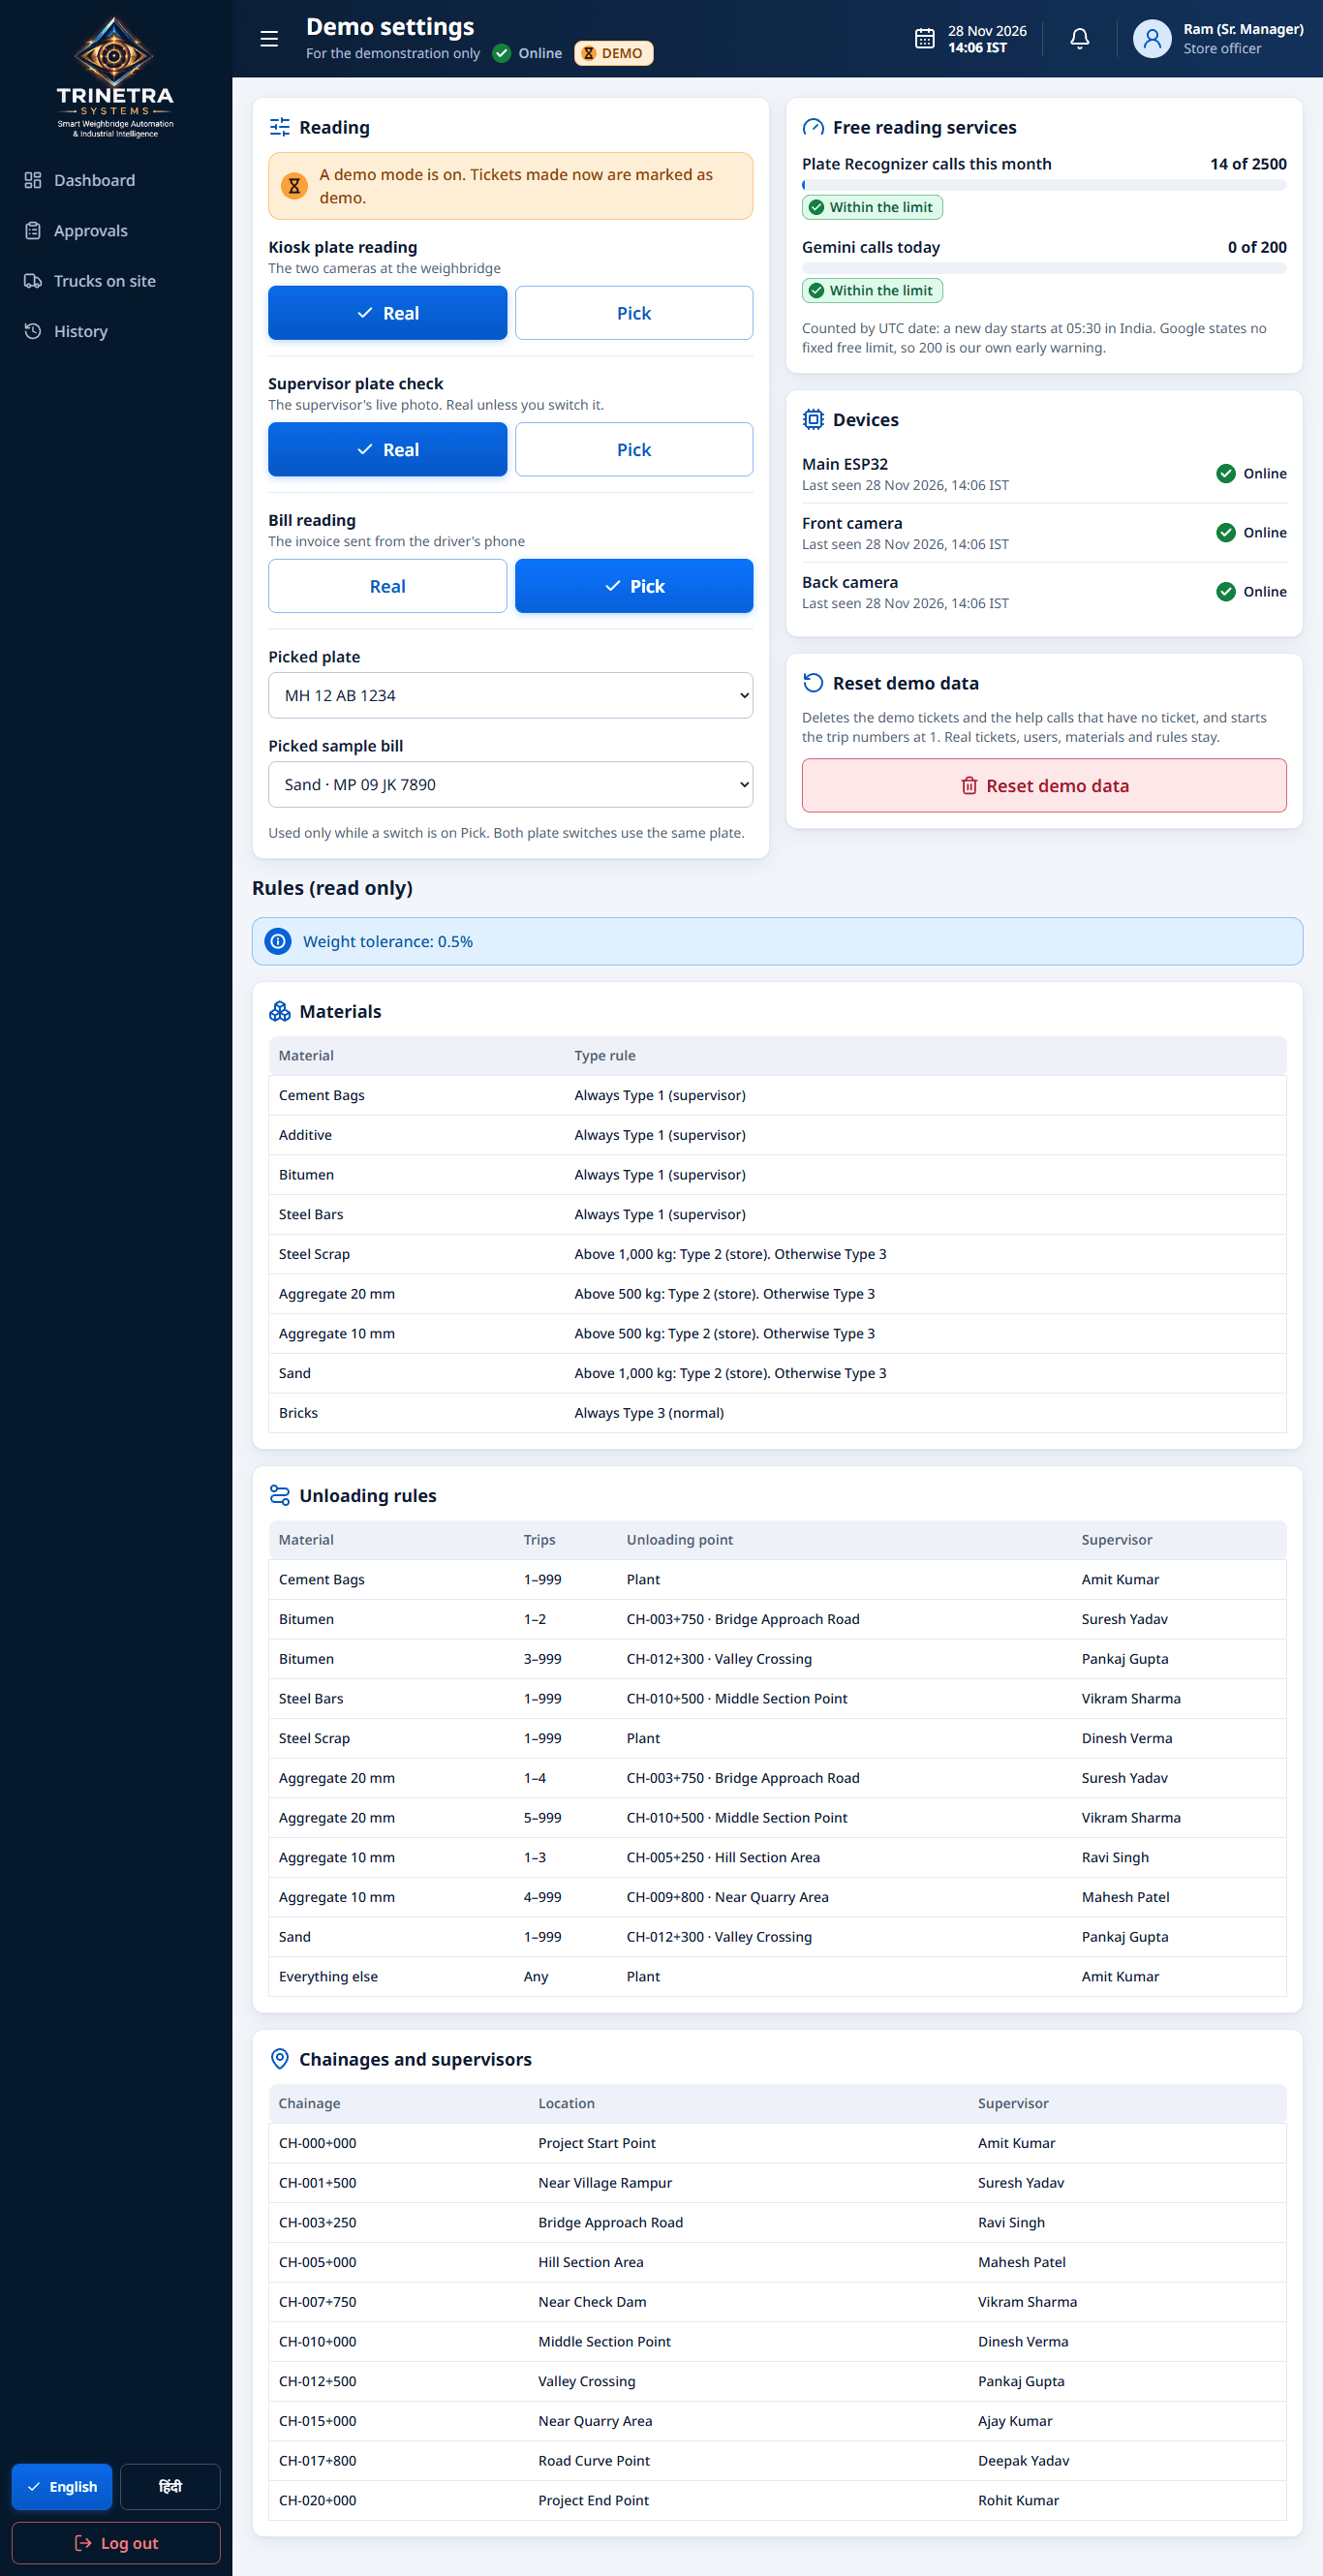 TRINETRA
SYSTEMS
Smart Weighbridge Automation
& Industrial Intelligence
Dashboard
Approvals
Trucks on site
History
English
हिंदी
Log out
Demo settings
For the demonstration only
Online
DEMO
28 Nov 2026
14:06 IST
Ram (Sr. Manager)
Store officer
Reading
A demo mode is on. Tickets made now are marked as
demo.
Kiosk plate reading
The two cameras at the weighbridge
Real
Pick
Supervisor plate check
The supervisor's live photo. Real unless you switch it.
Real
Pick
Bill reading
The invoice sent from the driver's phone
Real
Pick
Picked plate
MH 12 AB 1234
Picked sample bill
Sand · MP 09 JK 7890
Used only while a switch is on Pick. Both plate switches use the same plate.
Free reading services
Plate Recognizer calls this month 14 of 2500
Within the limit
Gemini calls today 0 of 200
Within the limit
Counted by UTC date: a new day starts at 05:30 in India. Google states no
fixed free limit, so 200 is our own early warning.
Devices
Main ESP32
Last seen 28 Nov 2026, 14:06 IST
Online
Front camera
Last seen 28 Nov 2026, 14:06 IST
Online
Back camera
Last seen 28 Nov 2026, 14:06 IST
Online
Reset demo data
Deletes the demo tickets and the help calls that have no ticket, and starts
the trip numbers at 1. Real tickets, users, materials and rules stay.
Reset demo data
Rules (read only)
Weight tolerance: 0.5%
Materials
Material Type rule
Cement Bags Always Type 1 (supervisor)
Additive Always Type 1 (supervisor)
Bitumen Always Type 1 (supervisor)
Steel Bars Always Type 1 (supervisor)
Steel Scrap Above 1,000 kg: Type 2 (store). Otherwise Type 3
Aggregate 20 mm Above 500 kg: Type 2 (store). Otherwise Type 3
Aggregate 10 mm Above 500 kg: Type 2 (store). Otherwise Type 3
Sand Above 1,000 kg: Type 2 (store). Otherwise Type 3
Bricks Always Type 3 (normal)
Unloading rules
Material Trips Unloading point Supervisor
Cement Bags 1–999 Plant Amit Kumar
Bitumen 1–2 CH-003+750 · Bridge Approach Road Suresh Yadav
Bitumen 3–999 CH-012+300 · Valley Crossing Pankaj Gupta
Steel Bars 1–999 CH-010+500 · Middle Section Point Vikram Sharma
Steel Scrap 1–999 Plant Dinesh Verma
Aggregate 20 mm 1–4 CH-003+750 · Bridge Approach Road Suresh Yadav
Aggregate 20 mm 5–999 CH-010+500 · Middle Section Point Vikram Sharma
Aggregate 10 mm 1–3 CH-005+250 · Hill Section Area Ravi Singh
Aggregate 10 mm 4–999 CH-009+800 · Near Quarry Area Mahesh Patel
Sand 1–999 CH-012+300 · Valley Crossing Pankaj Gupta
Everything else Any Plant Amit Kumar
Chainages and supervisors
Chainage Location Supervisor
CH-000+000 Project Start Point Amit Kumar
CH-001+500 Near Village Rampur Suresh Yadav
CH-003+250 Bridge Approach Road Ravi Singh
CH-005+000 Hill Section Area Mahesh Patel
CH-007+750 Near Check Dam Vikram Sharma
CH-010+000 Middle Section Point Dinesh Verma
CH-012+500 Valley Crossing Pankaj Gupta
CH-015+000 Near Quarry Area Ajay Kumar
CH-017+800 Road Curve Point Deepak Yadav
CH-020+000 Project End Point Rohit Kumar